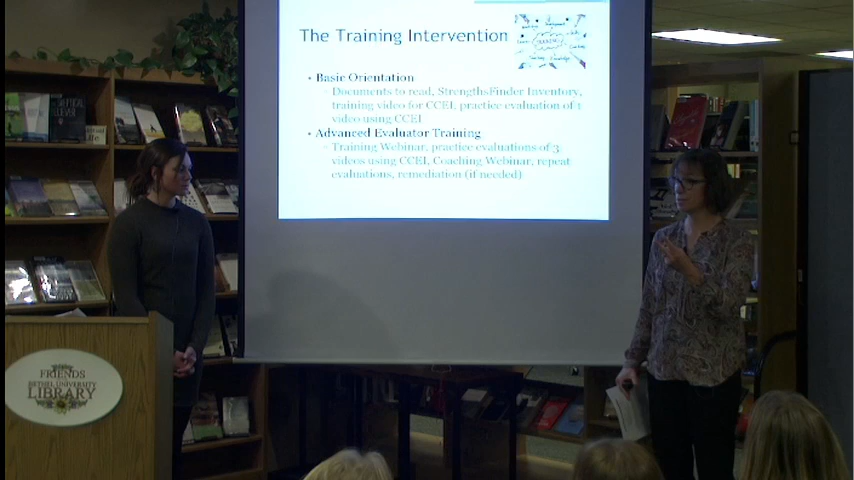 The Training Intervention
• Basic Orientation
– Documents to read, StrengthsFinder Inventory,
training video for CCEI, practice evaluation of 1
video using CCEI
• Advanced Evaluator Training
– Training Webinar, practice evaluations of 3
videos using CCEI, Coaching Webinar, repeat
evaluations, remediation (if needed)
FRIENDS
BETHEL UNIVERSITY
LIBRARY